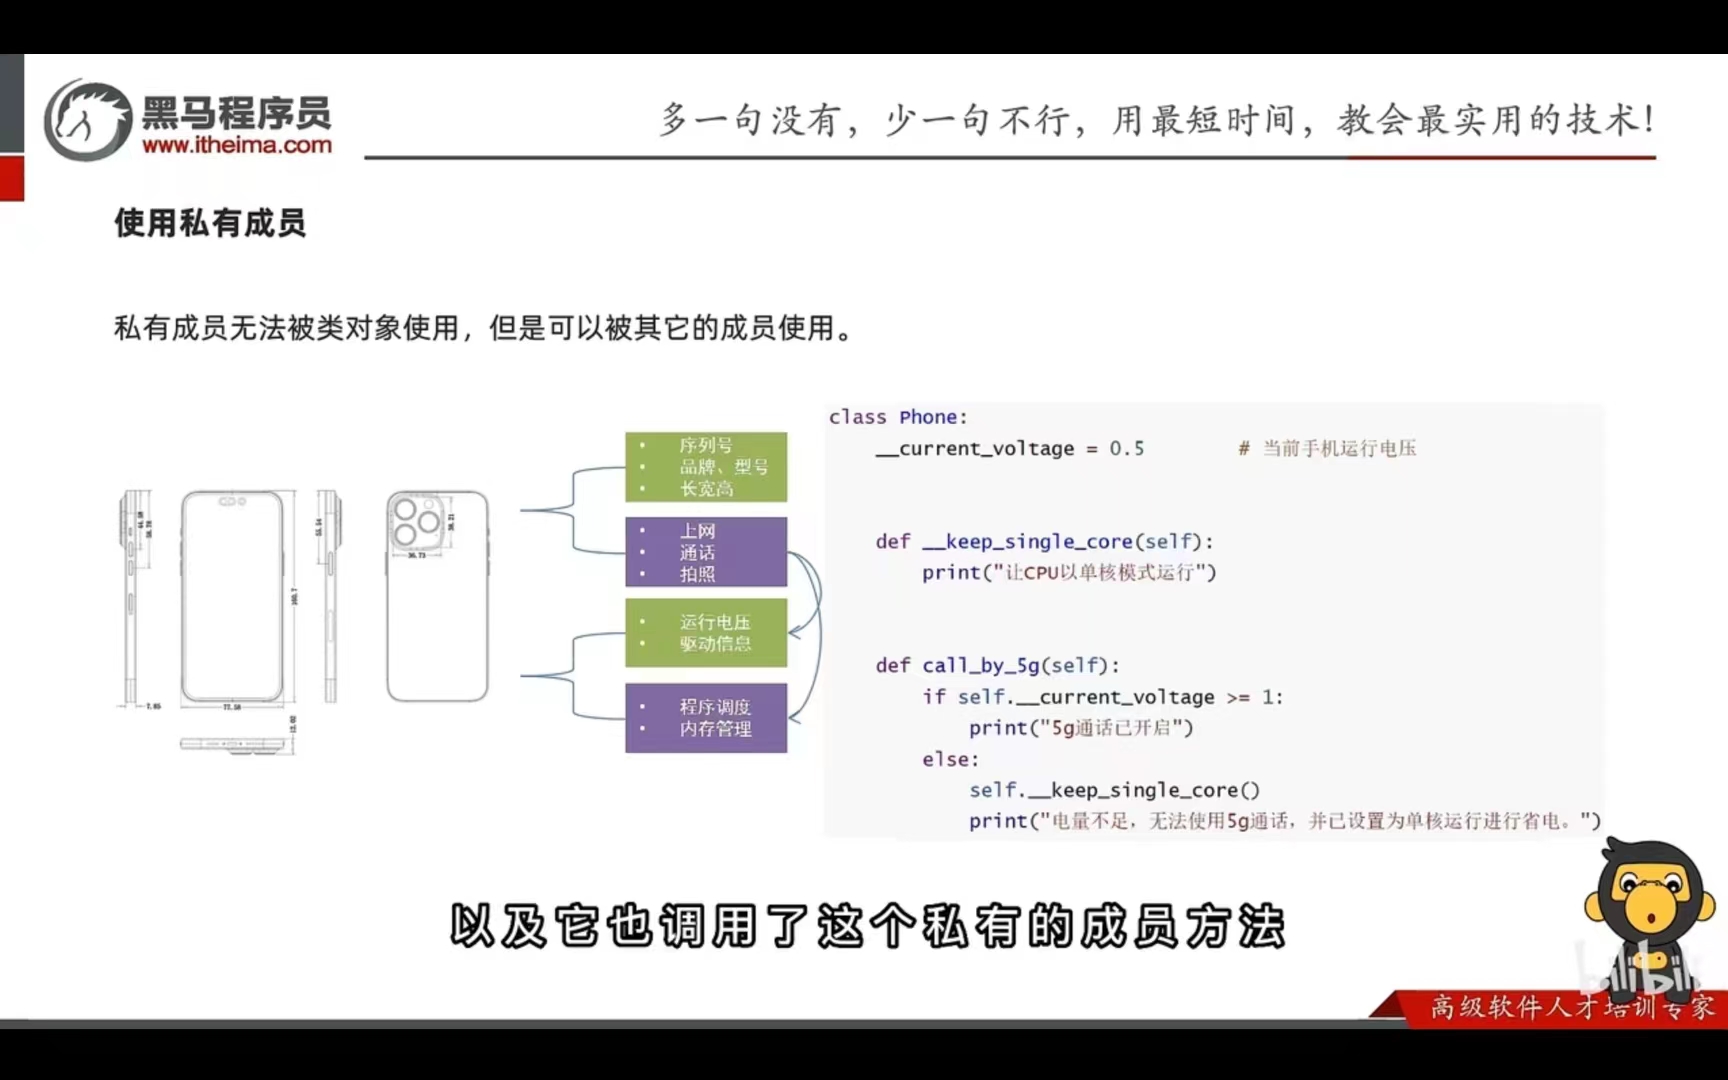 黑马程序员
www.itheima.com
多一句没有，少一句不行，用最短时间，教会最实用的技术！
使用私有成员
私有成员无法被类对象使用，但是可以被其它的成员使用。
• 序列号
• 品牌、型号
• 长宽高
• 上网
• 通话
• 拍照
• 运行电压
• 驱动信息
• 程序调度
• 内存管理
7.85
77.58
36.73
class Phone:
__current_voltage = 0.5 # 当前手机运行电压
def __keep_single_core(self):
print("让CPU以单核模式运行")
def call_by_5g(self):
if self.__current_voltage >= 1:
print("5g通话已开启")
else:
self.__keep_single_core()
print("电量不足，无法使用5g通话，并已设置为单核运行进行省电。")
以及它也调用了这个私有的成员方法
bilibili
高级软件人才培训专家